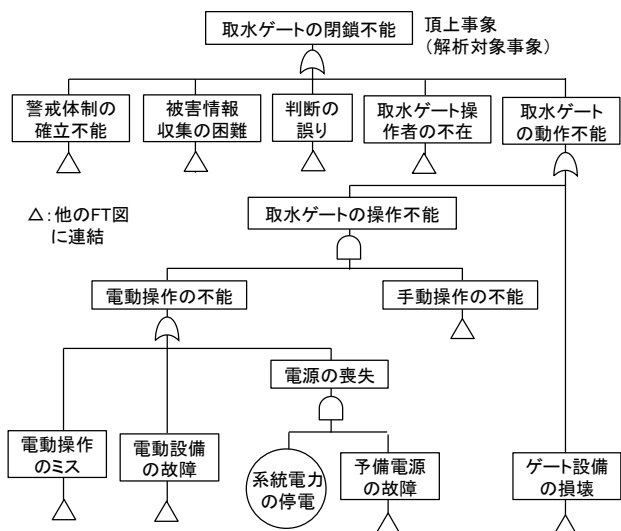 取水ゲートの閉鎖不能
頂上事象
(解析対象事象)
警戒体制の
確立不能
被害情報
収集の困難
判断の
誤り
取水ゲート操
作者の不在
取水ゲート
の動作不能
△:他のFT図
に連結
取水ゲートの操作不能
電動操作の不能
手動操作の不能
電源の喪失
電動操作
のミス
電動設備
の故障
系統電力
の停電
予備電源
の故障
ゲート設備
の損壊